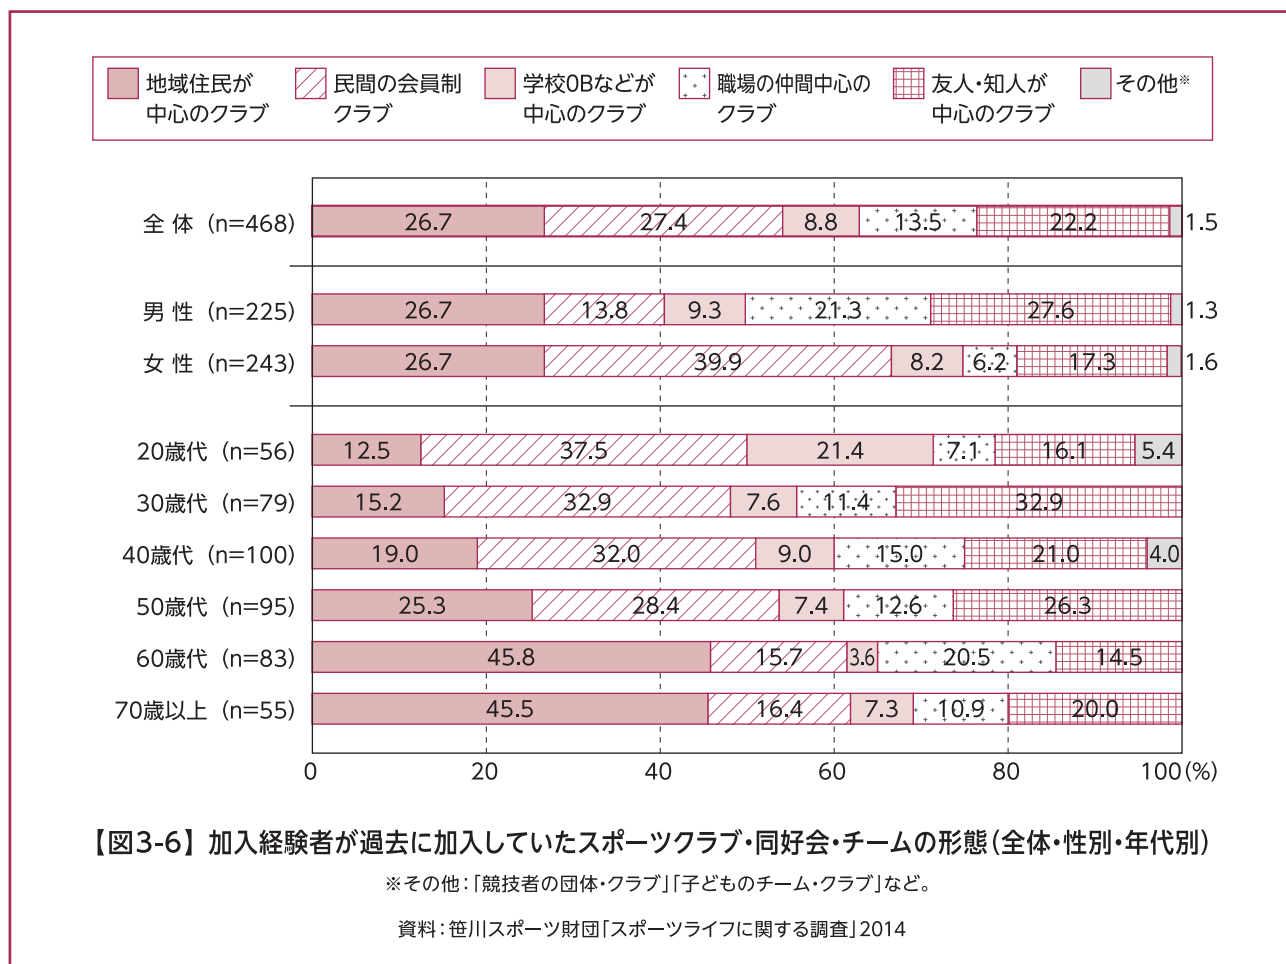 地域住民が
中心のクラブ
民間の会員制
クラブ
学校OBなどが
中心のクラブ
職場の仲間中心の
クラブ
友人・知人が
中心のクラブ
その他※
全 体 (n=468) 26.7 27.4 8.8 13.5 22.2 1.5
男 性 (n=225) 26.7 13.8 9.3 21.3 27.6 1.3
女 性 (n=243) 26.7 39.9 8.2 6.2 17.3 1.6
20歳代 (n=56) 12.5 37.5 21.4 7.1 16.1 5.4
30歳代 (n=79) 15.2 32.9 7.6 11.4 32.9
40歳代 (n=100) 19.0 32.0 9.0 15.0 21.0 4.0
50歳代 (n=95) 25.3 28.4 7.4 12.6 26.3
60歳代 (n=83) 45.8 15.7 3.6 20.5 14.5
70歳以上 (n=55) 45.5 16.4 7.3 10.9 20.0
0 20 40 60 80 100(%)
【図3-6】加入経験者が過去に加入していたスポーツクラブ・同好会・チームの形態(全体・性別・年代別)
※その他:「競技者の団体・クラブ」「子どものチーム・クラブ」など。
資料:笹川スポーツ財団「スポーツライフに関する調査」2014